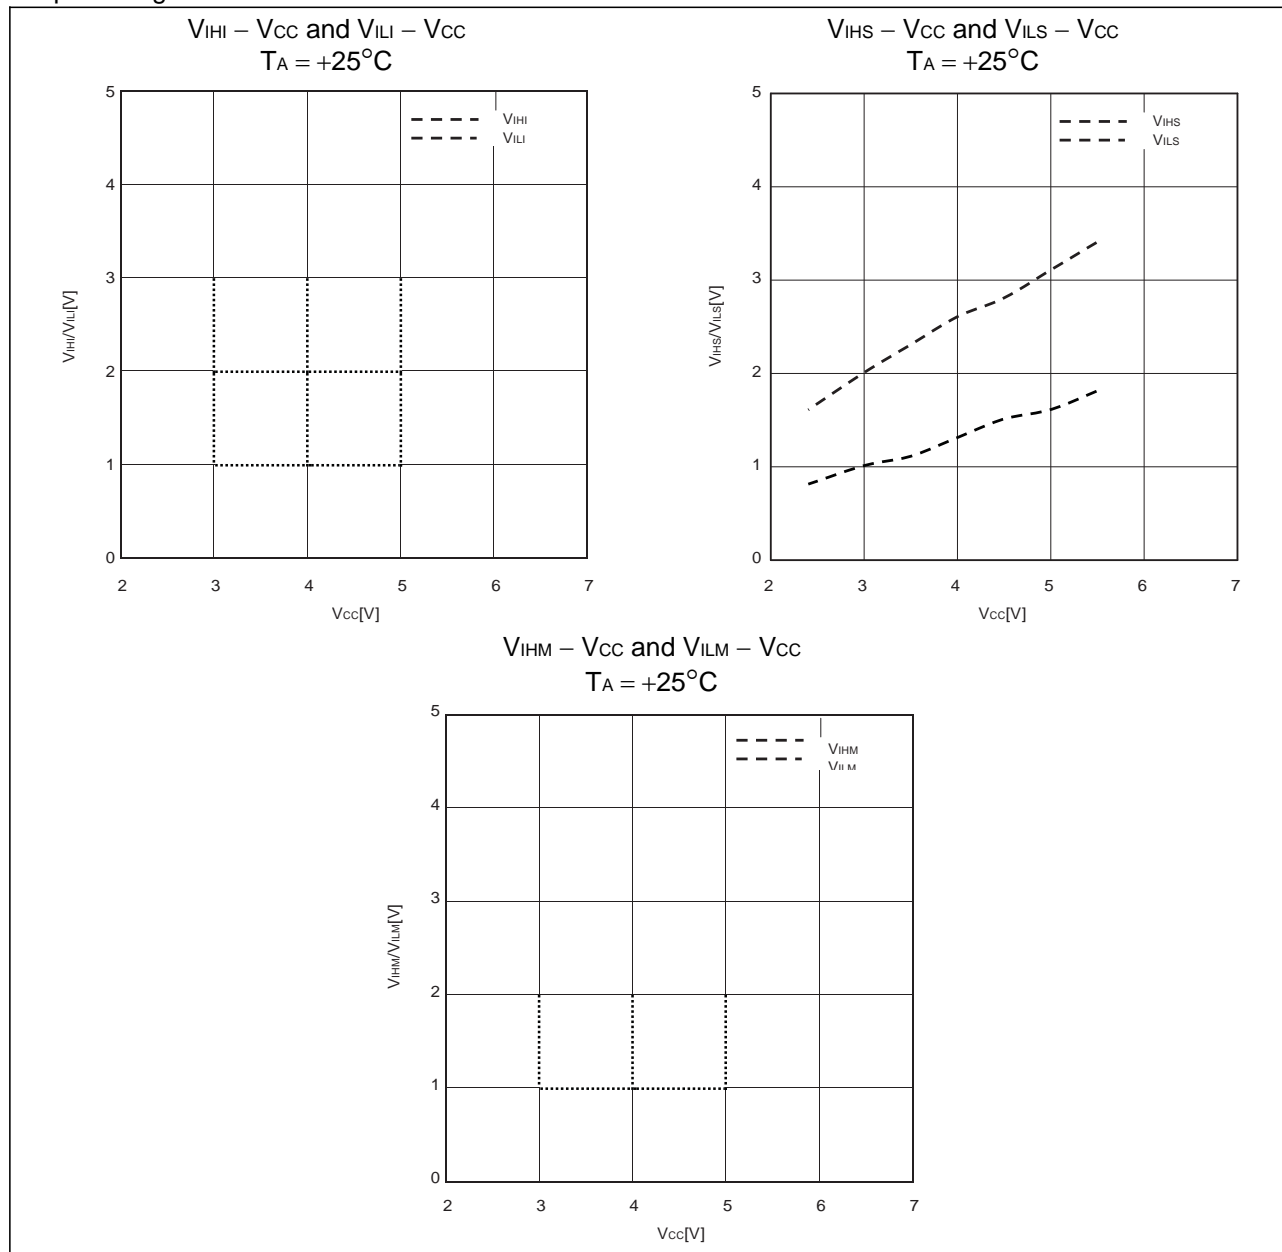 VIHI – VCC and VILI – VCC
TA = +25°C
5
4
3
2
1
0
2 3 4 5 6 7
VIHI/VILI[V]
VCC[V]
VIHI
VILI
VIHS – VCC and VILS – VCC
TA = +25°C
5
4
3
2
1
0
2 3 4 5 6 7
VIHS/VILS[V]
VCC[V]
VIHS
VILS
VIHM – VCC and VILM – VCC
TA = +25°C
5
4
3
2
1
0
2 3 4 5 6 7
VIHM/VILM[V]
VCC[V]
VIHM
VILM